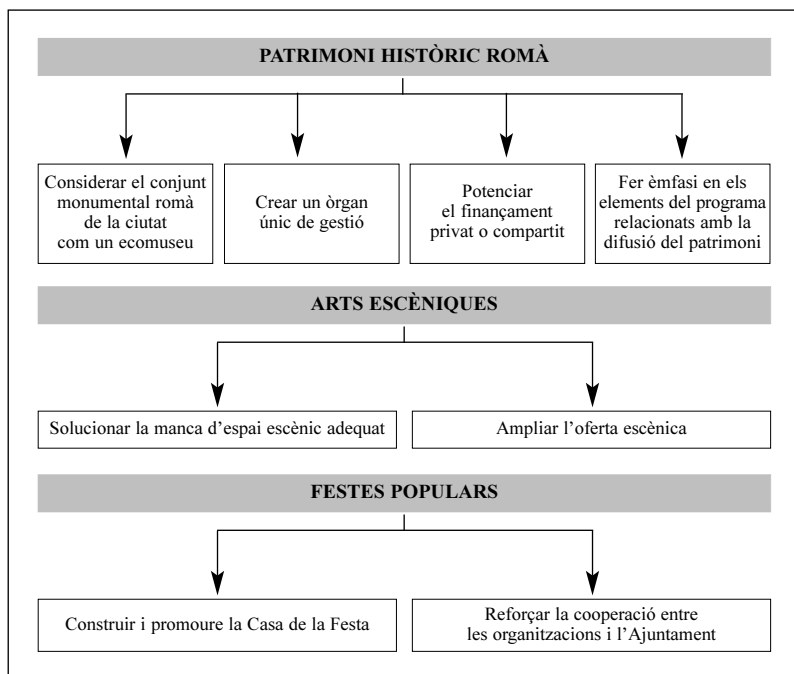 PATRIMONI HISTÒRIC ROMÀ
Considerar el conjunt
monumental romà
de la ciutat
com un ecomuseu
Crear un òrgan
únic de gestió
Potenciar
el finançament
privat o compartit
Fer èmfasi en els
elements del programa
relacionats amb la
difusió del patrimoni
ARTS ESCÈNIQUES
Solucionar la manca d’espai escènic adequat
Ampliar l’oferta escènica
FESTES POPULARS
Construir i promoure la Casa de la Festa
Reforçar la cooperació entre
les organitzacions i l’Ajuntament